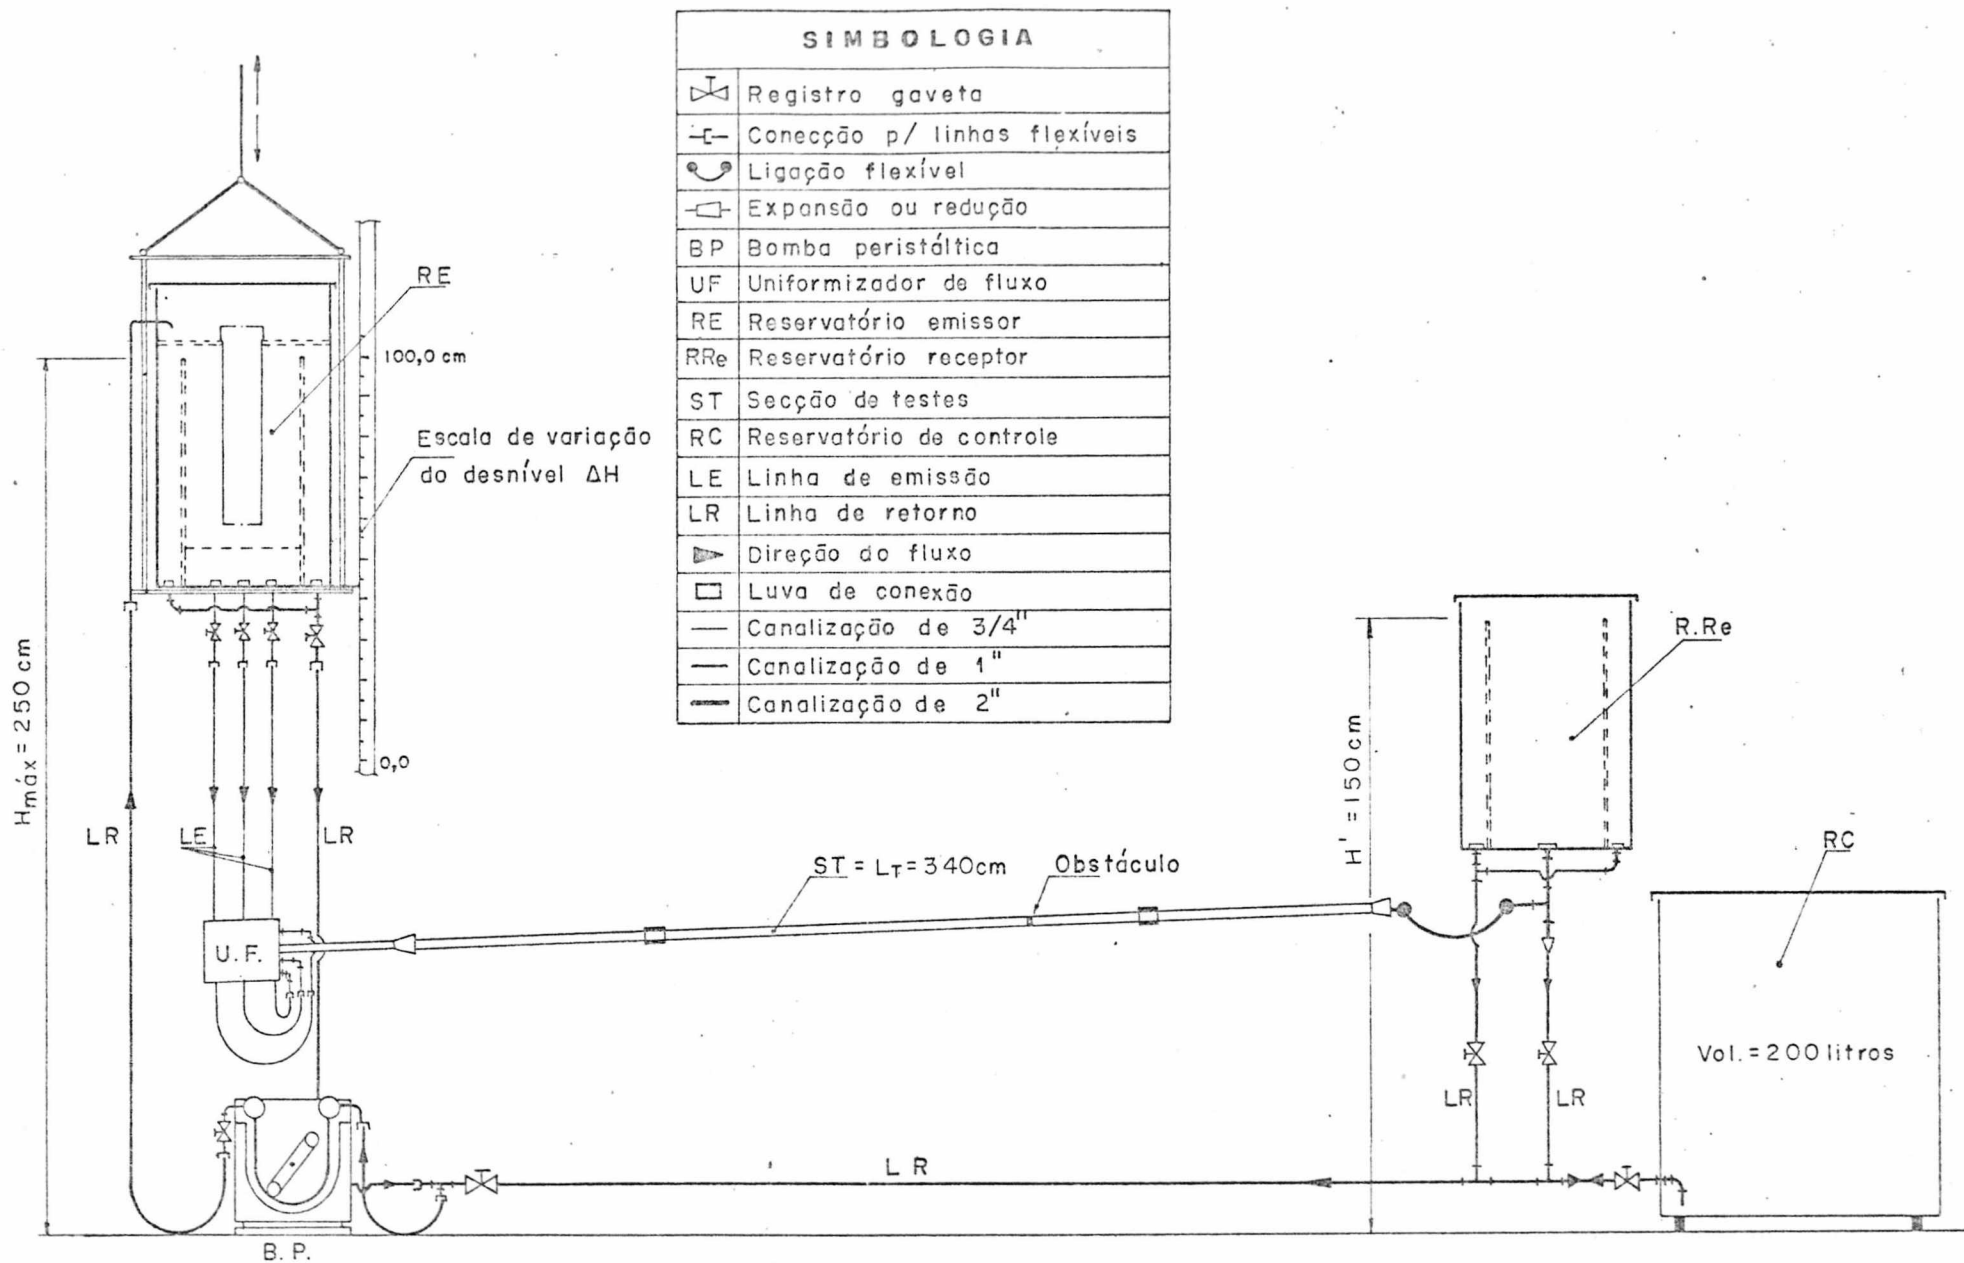 SIMBOLOGIA
Registro gaveta
Conecção p/ linhas flexíveis
Ligação flexível
Expansão ou redução
BP Bomba peristáltica
UF Uniformizador de fluxo
RE Reservatório emissor
RRe Reservatório receptor
ST Secção de testes
RC Reservatório de controle
LE Linha de emissão
LR Linha de retorno
Direção do fluxo
Luva de conexão
Canalização de 3/4"
Canalização de 1"
Canalização de 2"
RE
100,0 cm
Escala de variação
do desnível ΔH
0,0
Hmáx = 250 cm
LR
LE
LR
U.F.
ST = LT = 340cm
Obstáculo
H' = 150 cm
R.Re
RC
Vol. = 200 litros
LR
LR
LR
B. P.